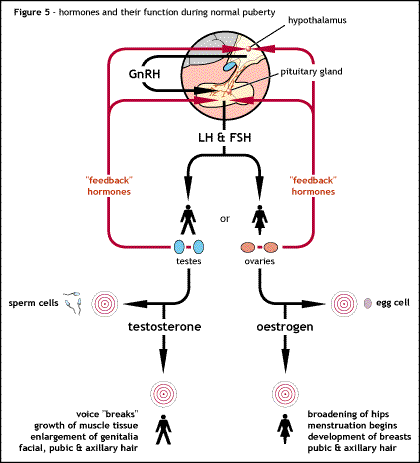 Figure 5 - hormones and their function during normal puberty
hypothalamus
GnRH
pituitary gland
LH & FSH
"feedback"
hormones
"feedback"
hormones
or
testes
ovaries
sperm cells
egg cell
testosterone
oestrogen
voice "breaks"
growth of muscle tissue
enlargement of genitalia
facial, pubic & axillary hair
broadening of hips
menstruation begins
development of breasts
pubic & axillary hair